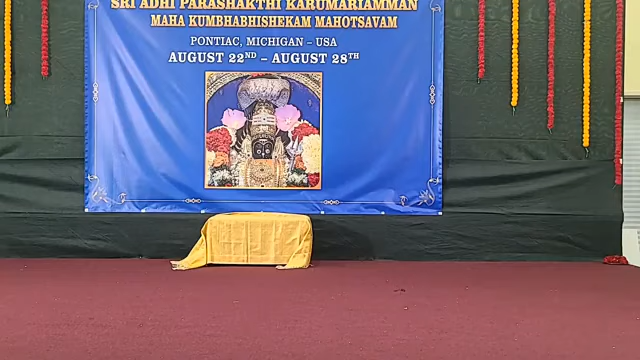 SRI ADHI PARASHAKTHI KARUMARIAMMAN
MAHA KUMBHABHISHEKAM MAHOTSAVAM
PONTIAC, MICHIGAN – USA
AUGUST 22ND – AUGUST 28TH